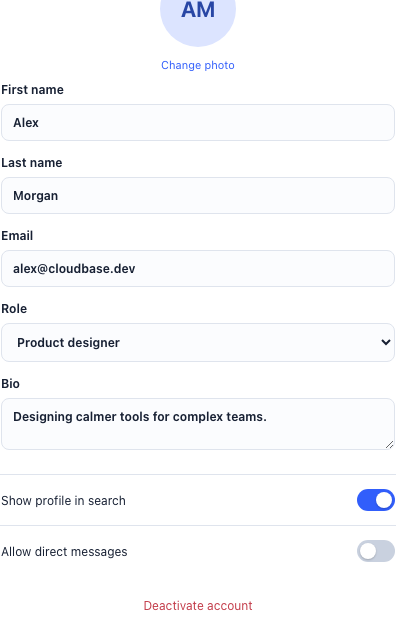 AM
Change photo
First name
Alex
Last name
Morgan
Email
alex@cloudbase.dev
Role
Product designer
Bio
Designing calmer tools for complex teams.
Show profile in search
Allow direct messages
Deactivate account